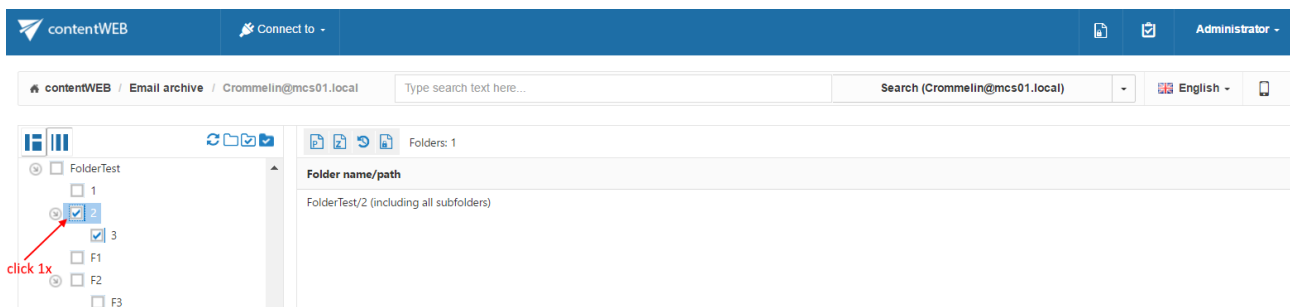 contentWEB
Connect to
Administrator
contentWEB / Email archive / Crommelin@mcs01.local
Type search text here...
Search (Crommelin@mcs01.local)
English
Folders: 1
FolderTest
1
2
3
F1
F2
F3
click 1x
Folder name/path
FolderTest/2 (including all subfolders)